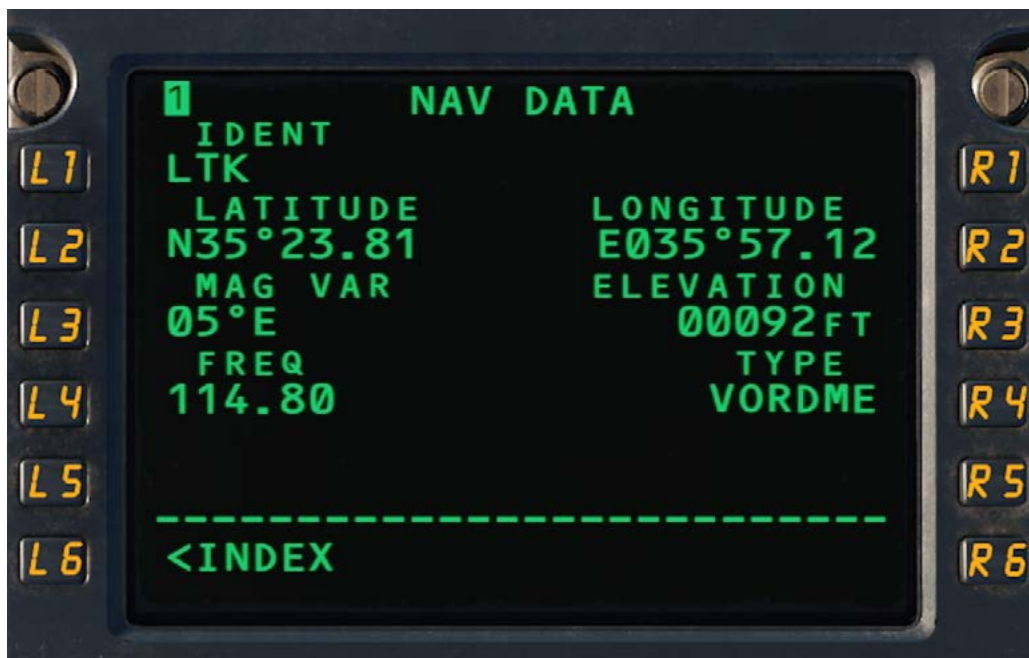 1 NAV DATA
IDENT
L1 LTK R1
LATITUDE LONGITUDE
L2 N35°23.81 E035°57.12 R2
MAG VAR ELEVATION
L3 05°E 00092FT R3
FREQ TYPE
L4 114.80 VORDME R4
L5 R5
L6 <INDEX R6